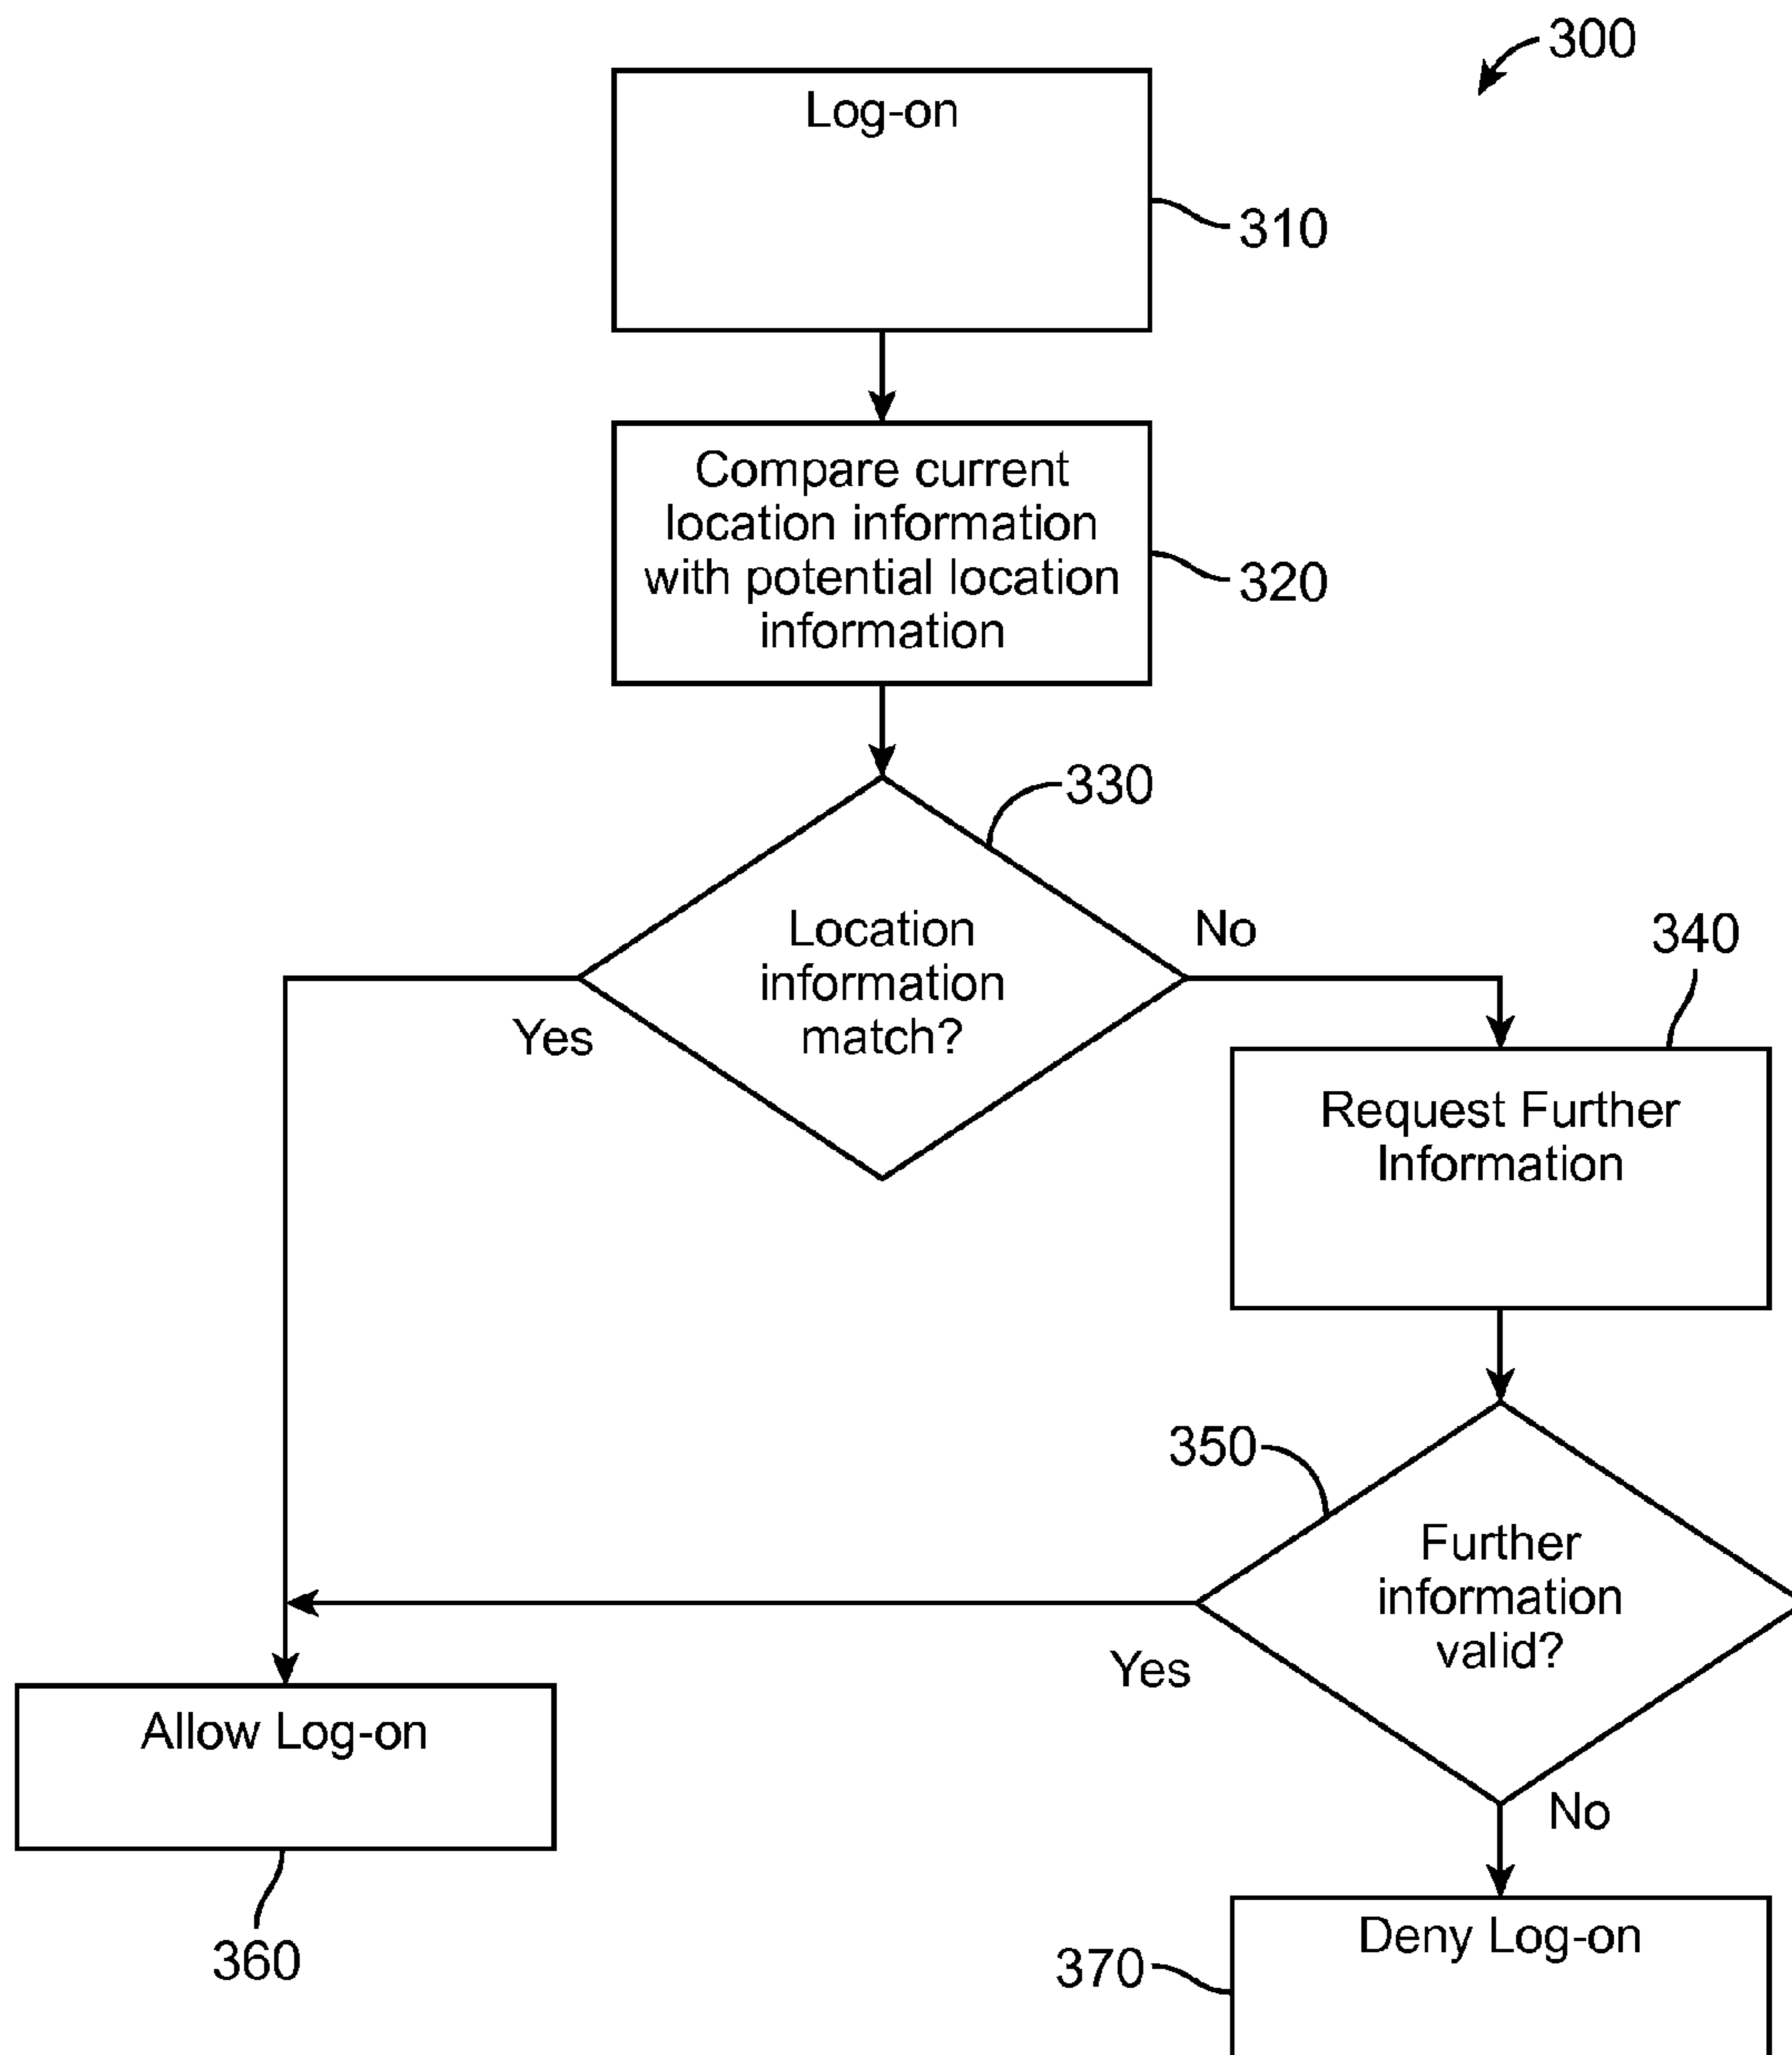 300
Log-on
310
Compare current
location information
with potential location
information
320
330
Location
information
match?
Yes
No
340
Request Further
Information
350
Further
information
valid?
Yes
No
Allow Log-on
360
Deny Log-on
370